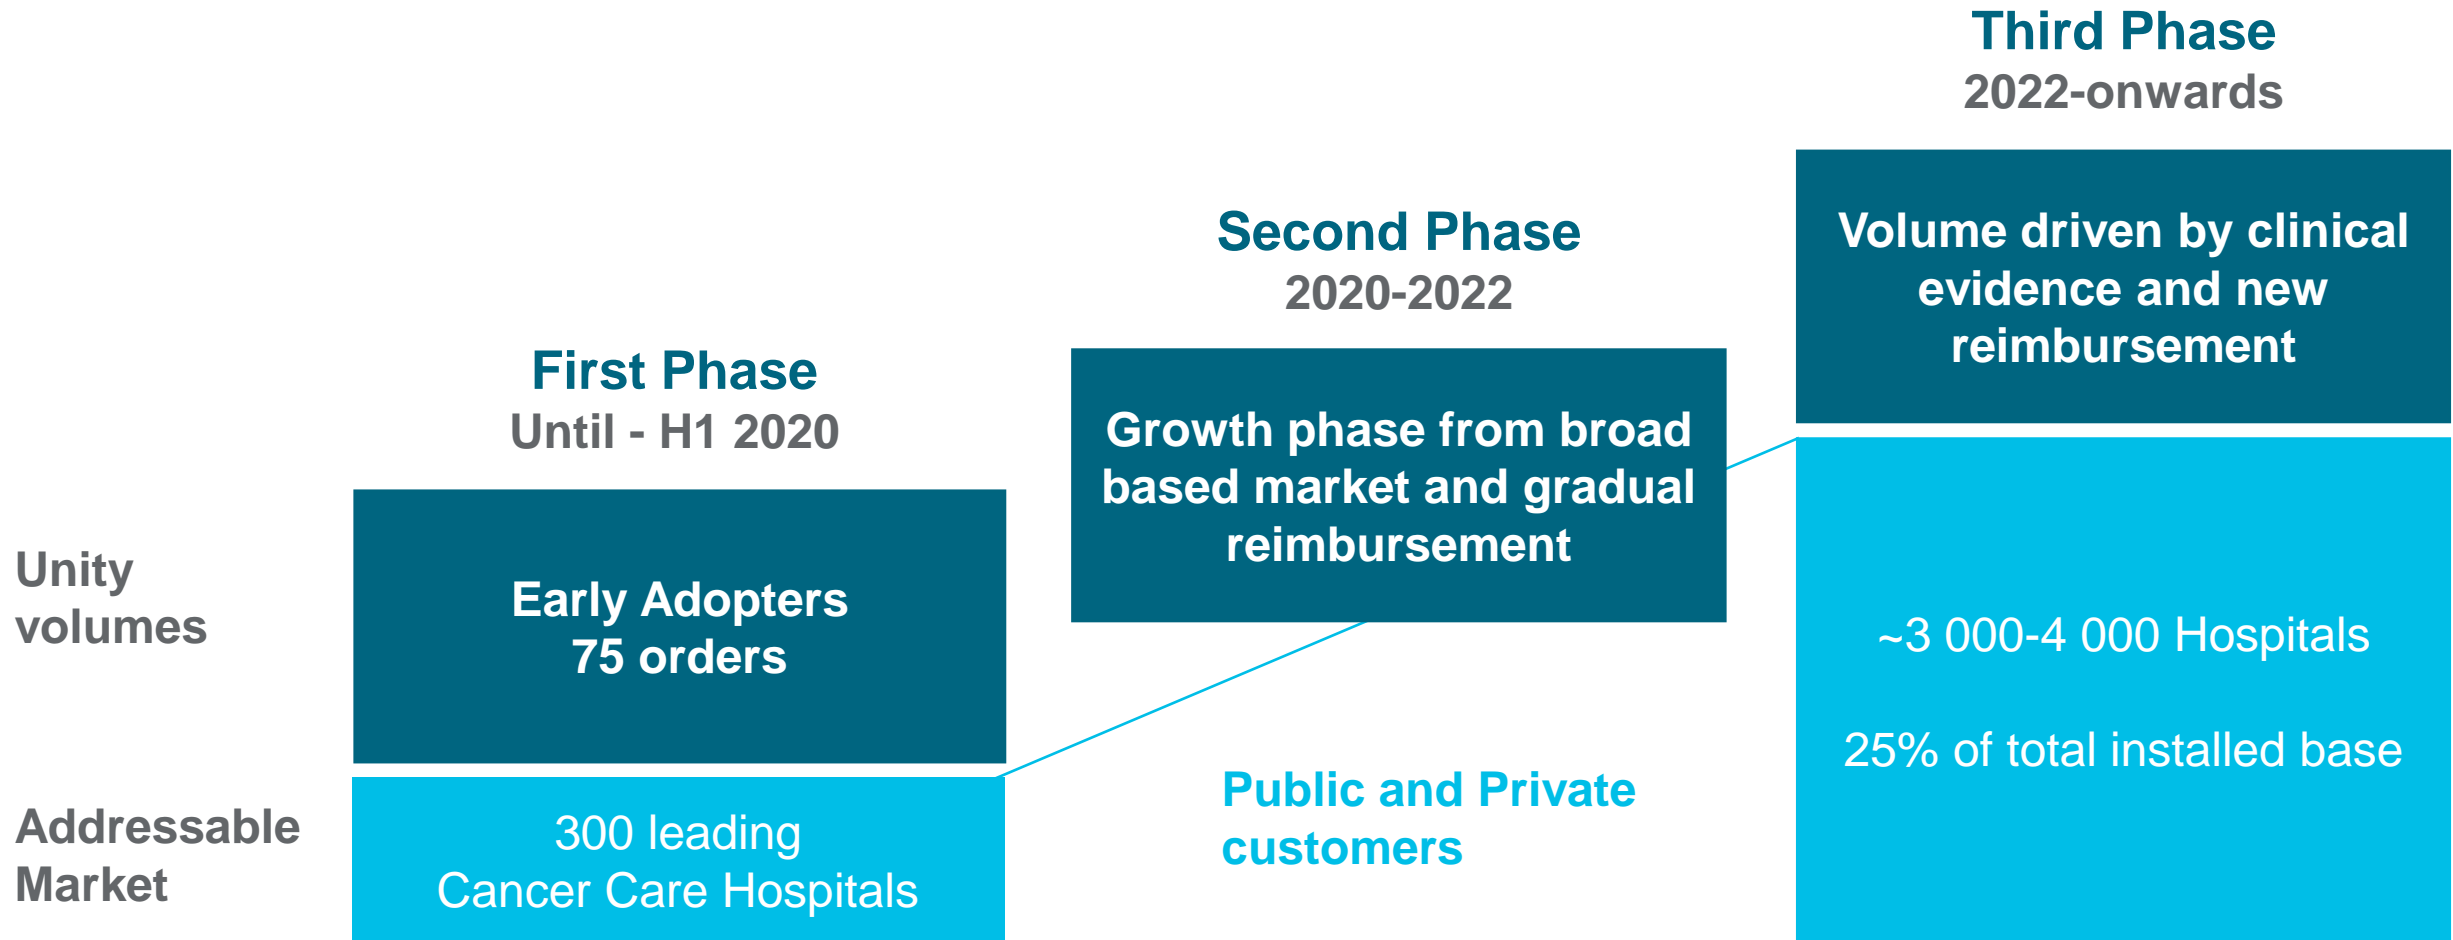 Third Phase
2022-onwards
Volume driven by clinical
evidence and new
reimbursement
Second Phase
2020-2022
Growth phase from broad
based market and gradual
reimbursement
First Phase
Until - H1 2020
Early Adopters
75 orders
Unity
volumes
~3 000-4 000 Hospitals
25% of total installed base
Public and Private
customers
300 leading
Cancer Care Hospitals
Addressable
Market